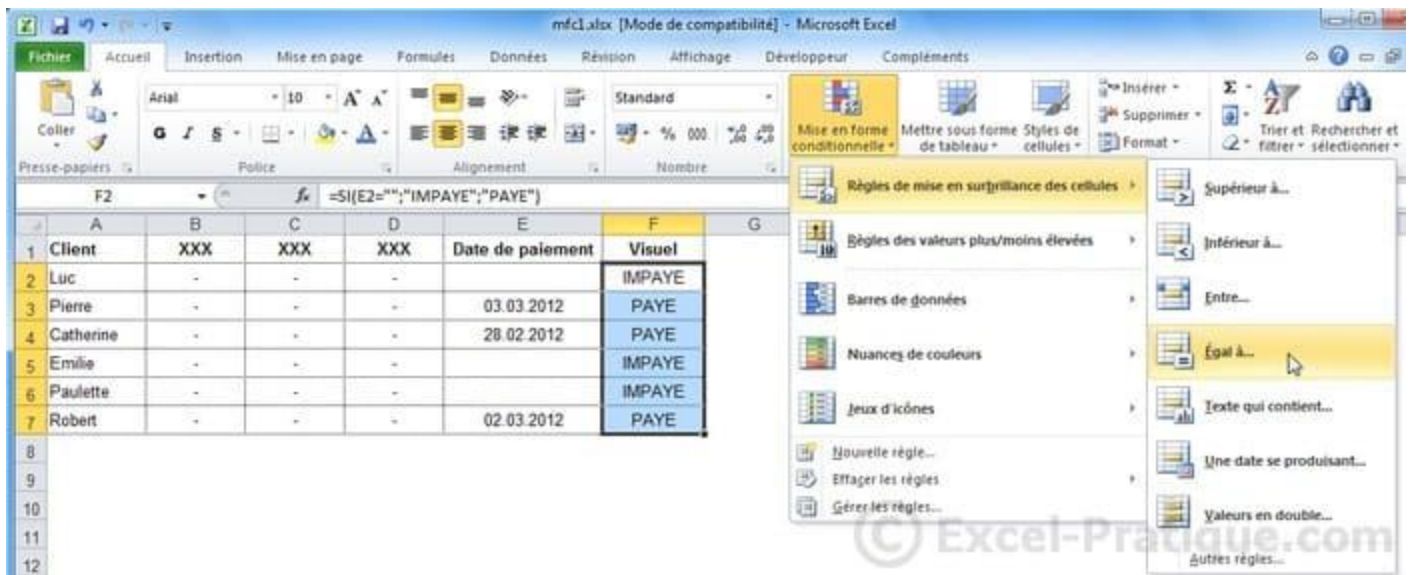 mfc1.xlsx [Mode de compatibilité] - Microsoft Excel
Fichier Accueil Insertion Mise en page Formules Données Révision Affichage Développeur Compléments
Coller
Arial 10 A A
G I S A
Standard
% 000
Mise en forme conditionnelle
Mettre sous forme de tableau
Styles de cellules
Insérer
Supprimer
Format
Σ
Trier et filtrer
Rechercher et sélectionner
Presse-papiers Police Alignement Nombre
F2 fx =SI(E2="";"IMPAYE";"PAYE")
A B C D E F G
1 Client XXX XXX XXX Date de paiement Visuel
2 Luc - - - IMPAYE
3 Pierre - - - 03.03.2012 PAYE
4 Catherine - - - 28.02.2012 PAYE
5 Emilie - - - IMPAYE
6 Paulette - - - IMPAYE
7 Robert - - - 02.03.2012 PAYE
8
9
10
11
12
Règles de mise en surbrillance des cellules
Règles des valeurs plus/moins élevées
Barres de données
Nuances de couleurs
Jeux d'icônes
Nouvelle règle...
Effacer les règles
Gérer les règles...
Supérieur à...
Inférieur à...
Entre...
Égal à...
Texte qui contient...
Une date se produisant...
Valeurs en double...
Autres règles...
© Excel-Pratique.com